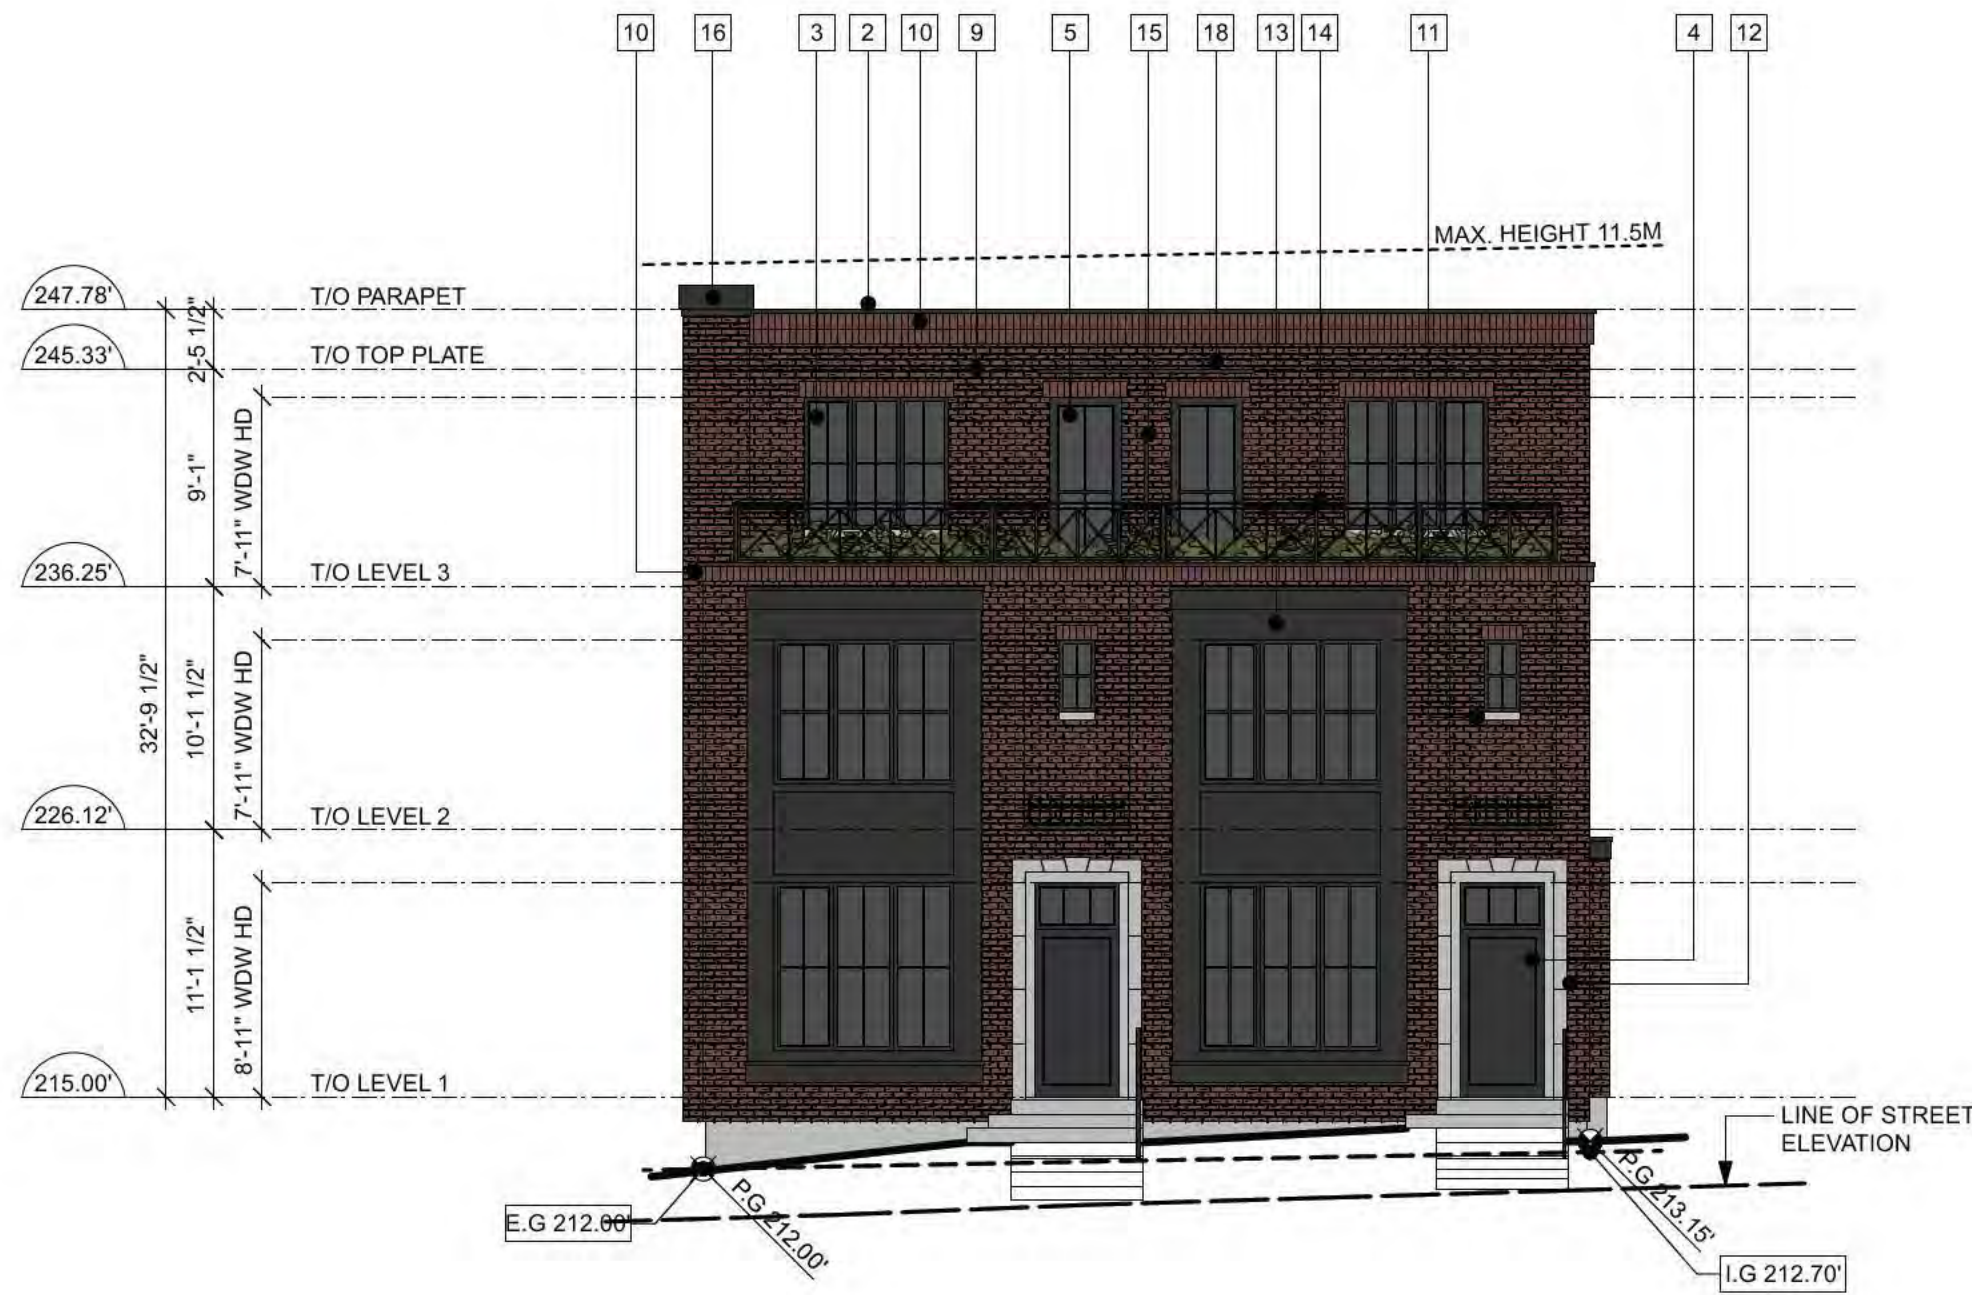 10 16 3 2 10 9 5 15 18 13 14 11 4 12
MAX. HEIGHT 11.5M
247.78' T/O PARAPET
2'-5 1/2"
245.33' T/O TOP PLATE
9'-1"
7'-11" WDW HD
236.25' T/O LEVEL 3
32'-9 1/2"
10'-1 1/2"
7'-11" WDW HD
226.12' T/O LEVEL 2
11'-1 1/2"
8'-11" WDW HD
215.00' T/O LEVEL 1
LINE OF STREET
ELEVATION
E.G 212.00'
P.G 212.00'
P.G 213.15'
I.G 212.70'